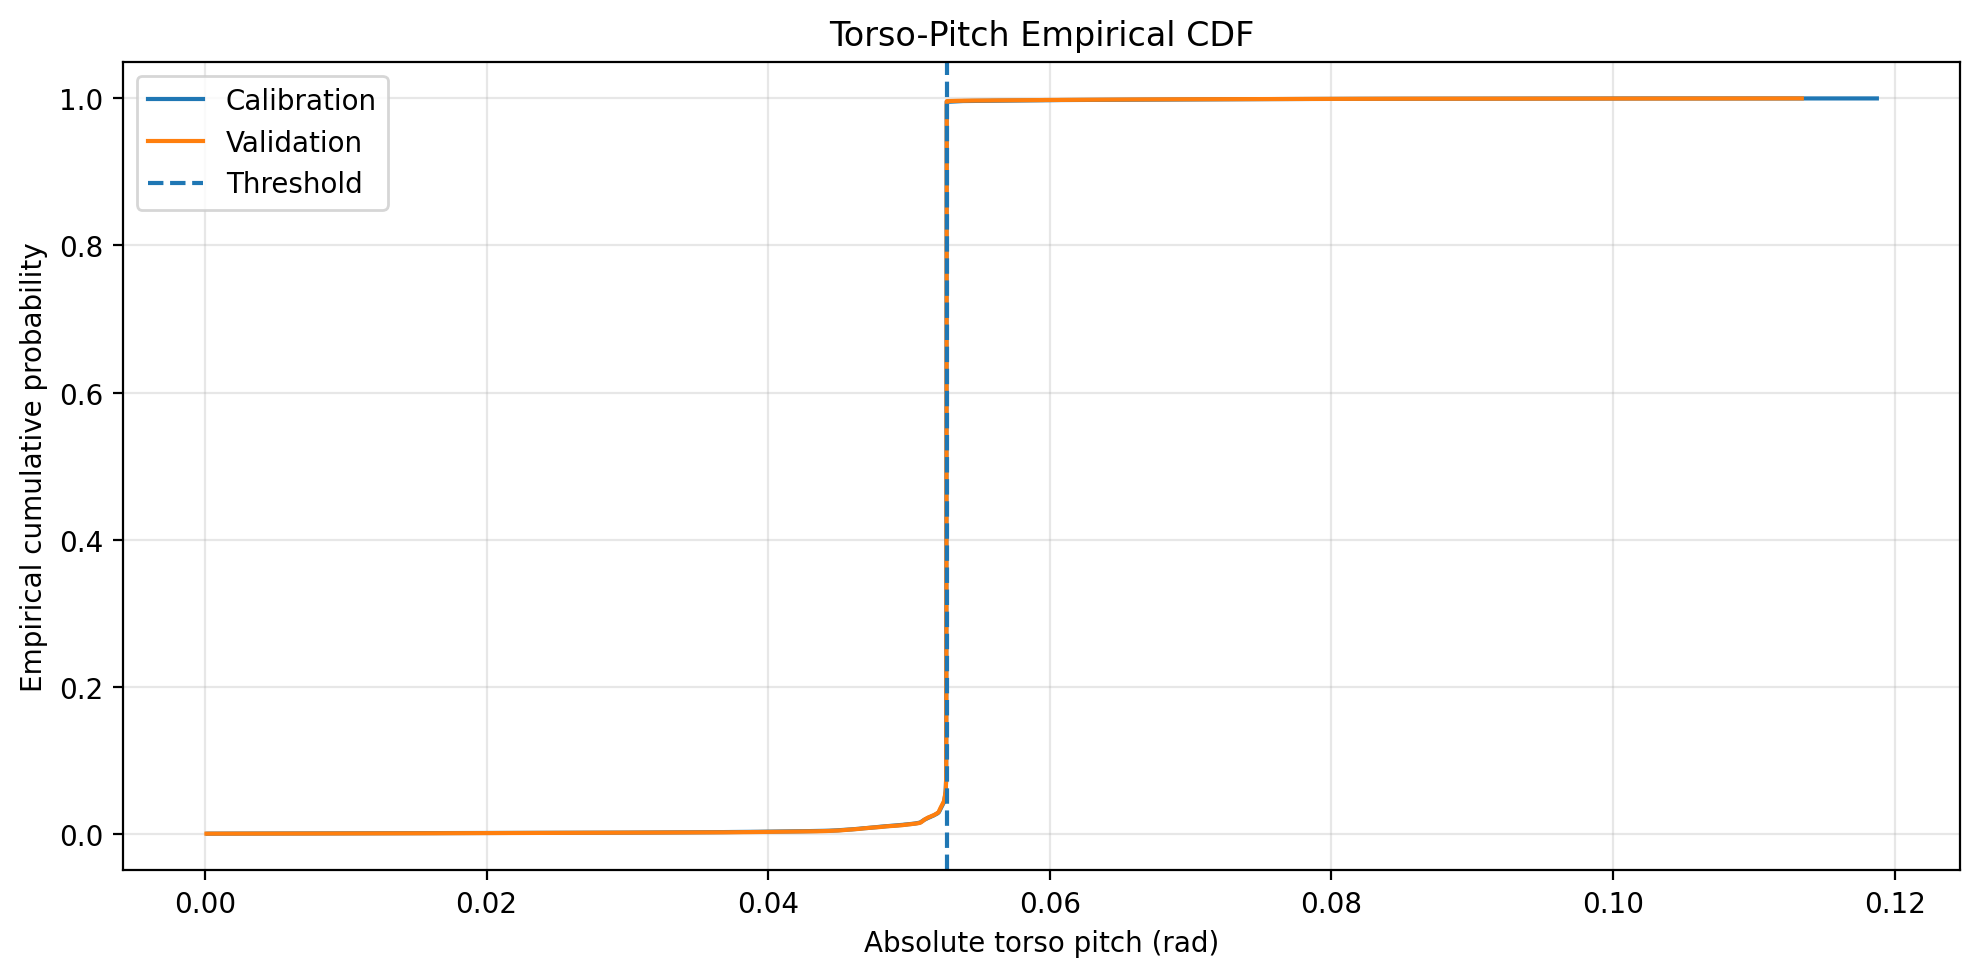 Torso-Pitch Empirical CDF
Calibration
Validation
Threshold
Empirical cumulative probability
1.0
0.8
0.6
0.4
0.2
0.0
0.00 0.02 0.04 0.06 0.08 0.10 0.12
Absolute torso pitch (rad)